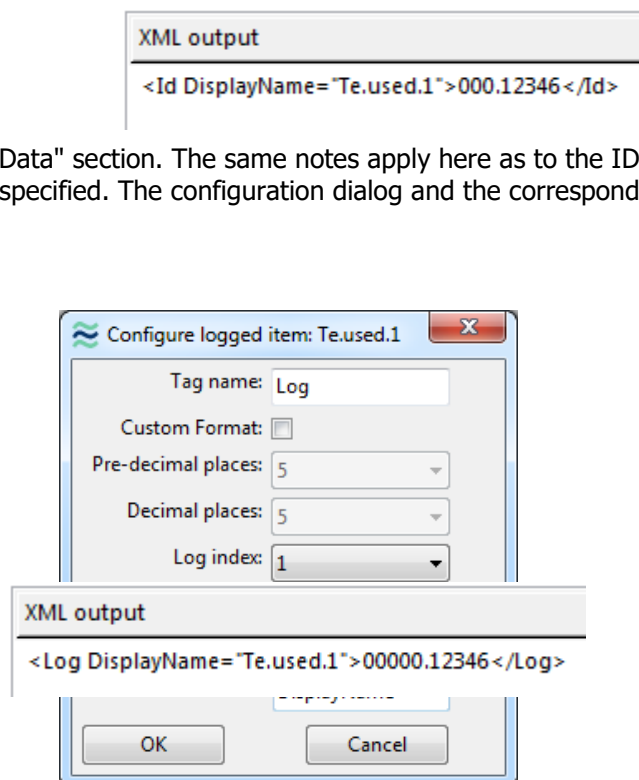 XML output
<Id DisplayName="Te.used.1">000.12346</Id>
Data" section. The same notes apply here as to the ID
specified. The configuration dialog and the correspond
Configure logged item: Te.used.1
Tag name: Log
Custom Format:
Pre-decimal places: 5
Decimal places: 5
Log index: 1
XML output
<Log DisplayName="Te.used.1">00000.12346</Log>
DisplayName
OK Cancel